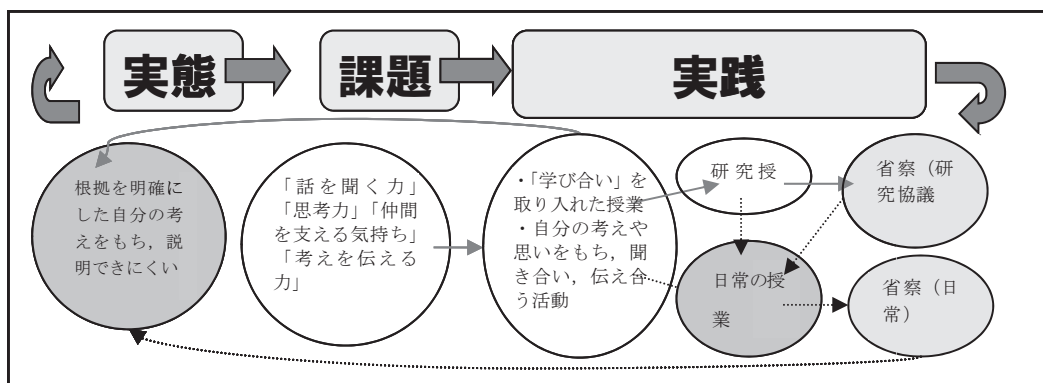 実態
課題
実践
根拠を明確に
した自分の考
えをもち，説
明できにくい
「話を聞く力」
「思考力」「仲間
を支える気持ち」
「考えを伝える
力」
・「学び合い」を
取り入れた授業
・自分の考えや
思いをもち，聞
き合い，伝え合
う活動
研究授
日常の授
業
省察（研
究協議
省察（日
常）